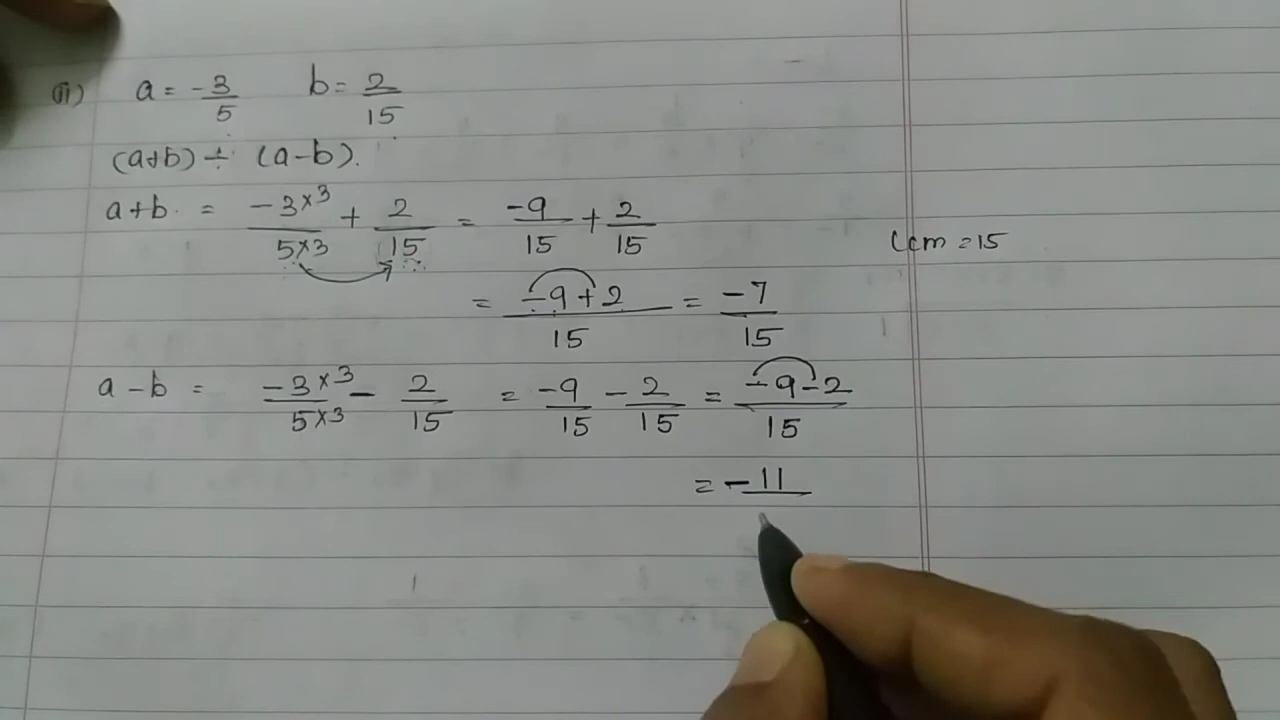 ii) a = -3/5 b = 2/15
(a+b) ÷ (a-b).
a+b = -3×3/5×3 + 2/15 = -9/15 + 2/15
Lcm = 15
= -9+2/15 = -7/15
a-b = -3×3/5×3 - 2/15 = -9/15 - 2/15 = -9-2/15
= -11